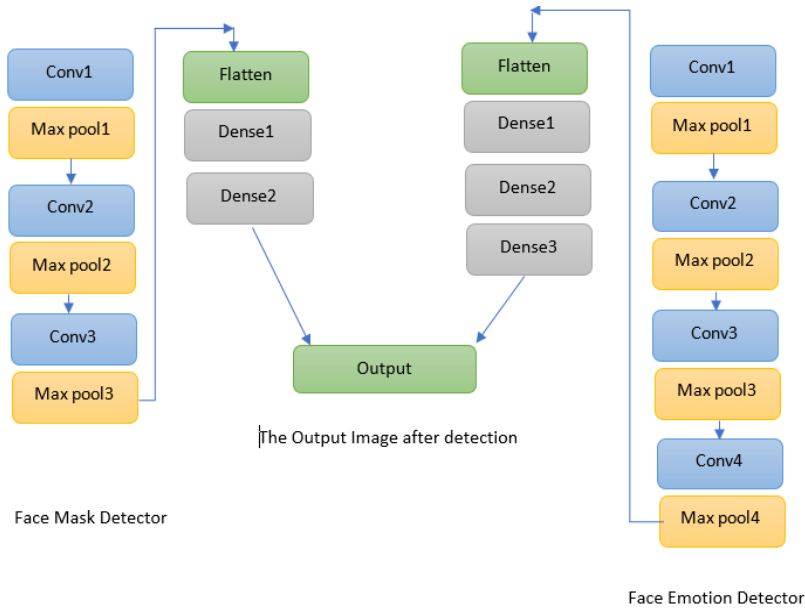 Conv1
Max pool1
Conv2
Max pool2
Conv3
Max pool3
Flatten
Dense1
Dense2
Flatten
Dense1
Dense2
Dense3
Conv1
Max pool1
Conv2
Max pool2
Conv3
Max pool3
Conv4
Max pool4
Output
The Output Image after detection
Face Mask Detector
Face Emotion Detector